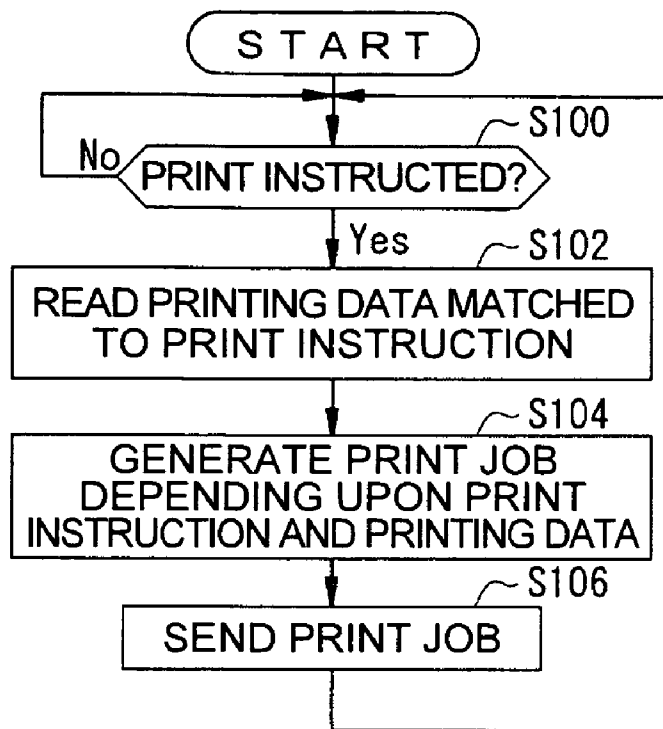 START
S100
No
PRINT INSTRUCTED?
Yes
S102
READ PRINTING DATA MATCHED
TO PRINT INSTRUCTION
S104
GENERATE PRINT JOB
DEPENDING UPON PRINT
INSTRUCTION AND PRINTING DATA
S106
SEND PRINT JOB